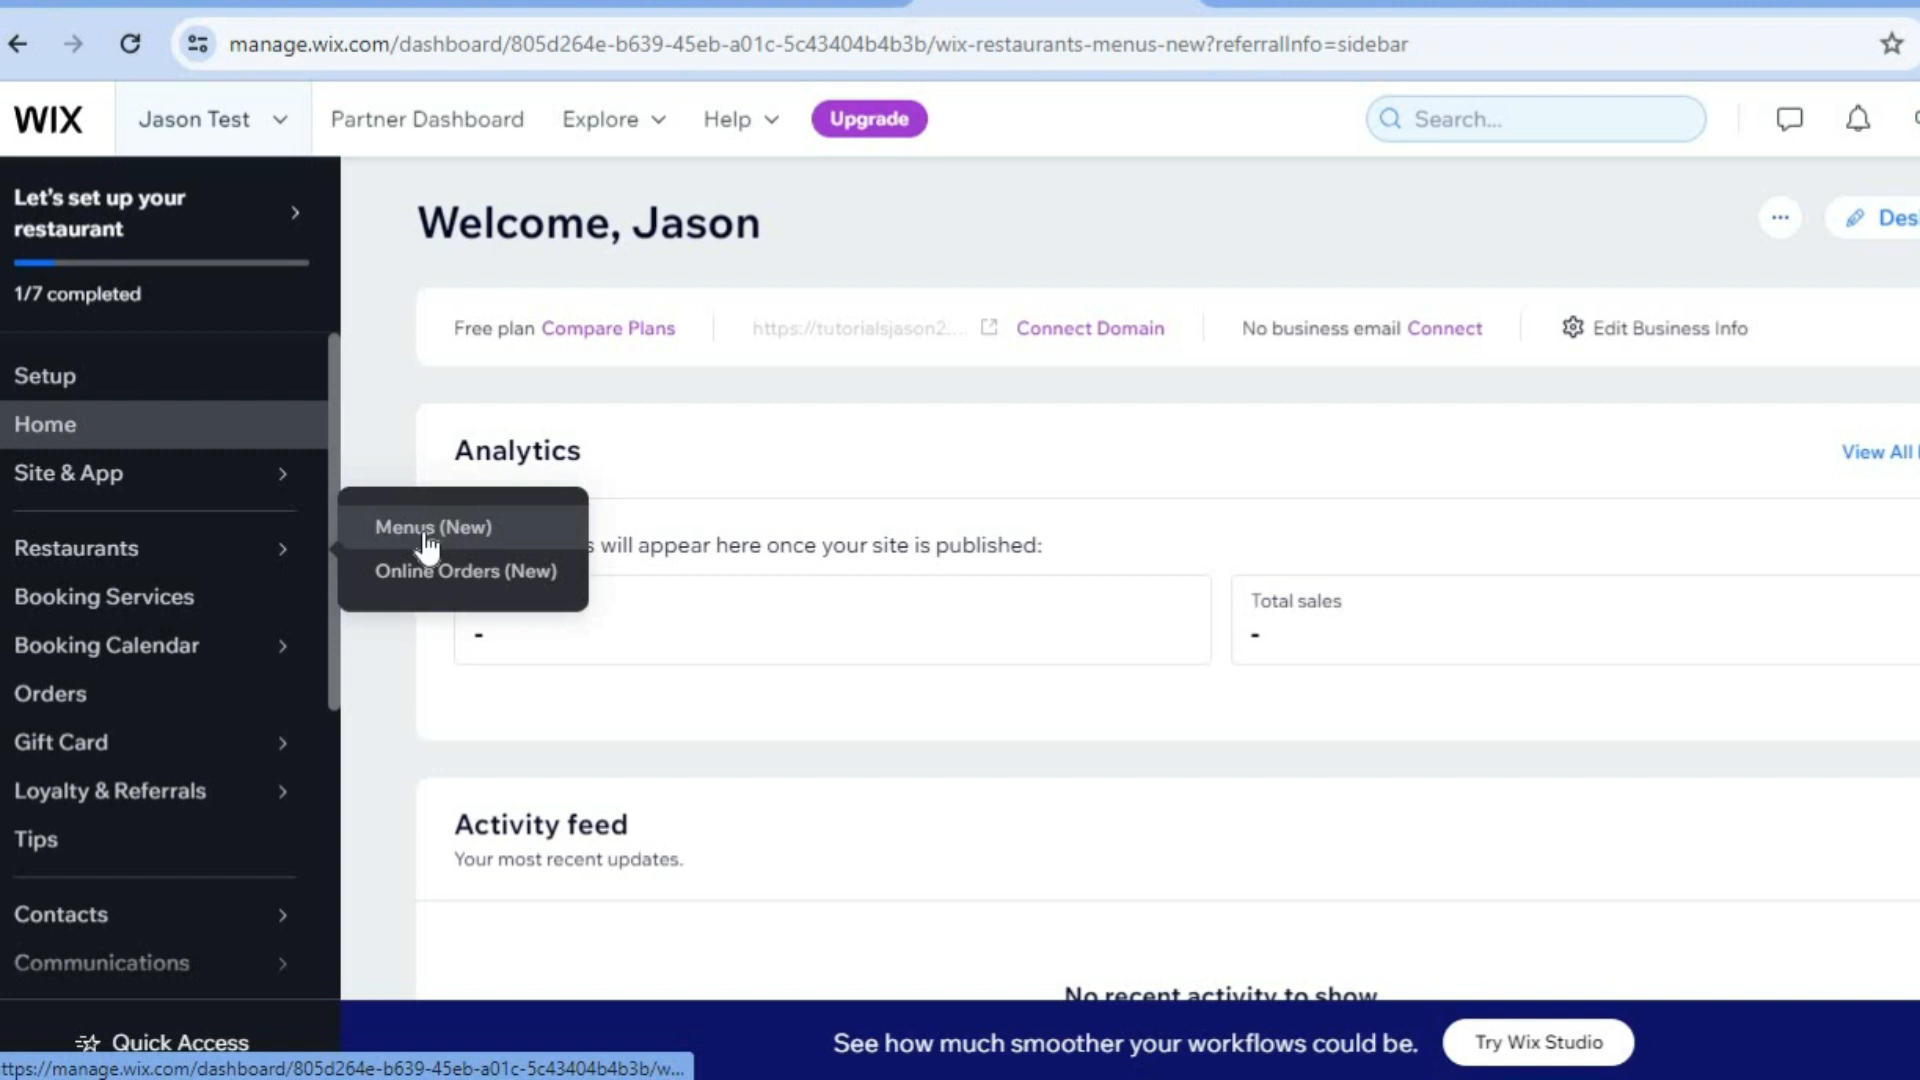 manage.wix.com/dashboard/805d264e-b639-45eb-a01c-5c43404b4b3b/wix-restaurants-menus-new?referralInfo=sidebar
WIX
Jason Test
Partner Dashboard
Explore
Help
Upgrade
Search...
Let's set up your
restaurant
1/7 completed
Setup
Home
Site & App
Restaurants
Booking Services
Booking Calendar
Orders
Gift Card
Loyalty & Referrals
Tips
Contacts
Communications
Quick Access
Menus (New)
Online Orders (New)
Welcome, Jason
Des
Free plan Compare Plans
https://tutorialsjason2....
Connect Domain
No business email Connect
Edit Business Info
Analytics
View All
will appear here once your site is published:
-
Total sales
-
Activity feed
Your most recent updates.
No recent activity to show
See how much smoother your workflows could be.
Try Wix Studio
ttps://manage.wix.com/dashboard/805d264e-b639-45eb-a01c-5c43404b4b3b/w...